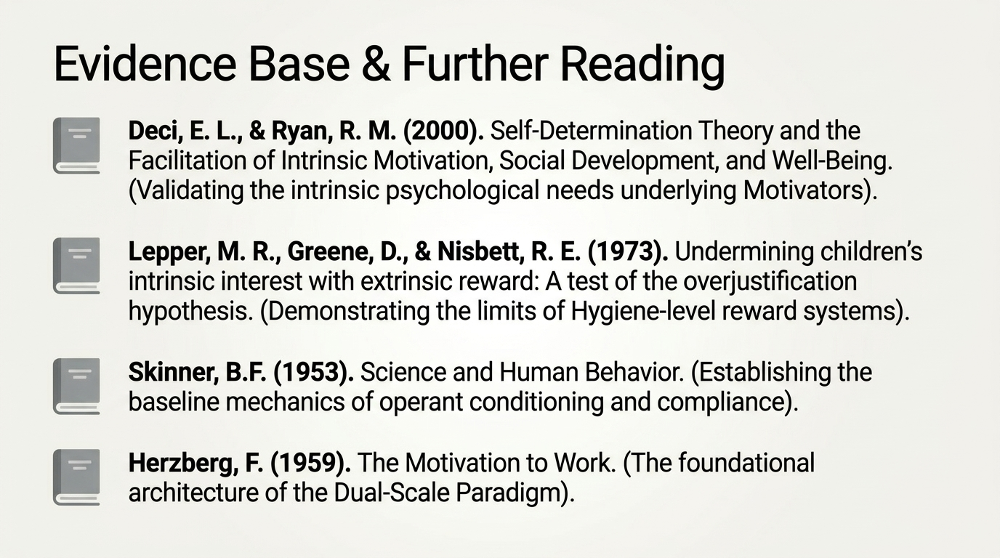 Evidence Base & Further Reading
Deci, E. L., & Ryan, R. M. (2000). Self-Determination Theory and the
Facilitation of Intrinsic Motivation, Social Development, and Well-Being.
(Validating the intrinsic psychological needs underlying Motivators).
Lepper, M. R., Greene, D., & Nisbett, R. E. (1973). Undermining children’s
intrinsic interest with extrinsic reward: A test of the overjustification
hypothesis. (Demonstrating the limits of Hygiene-level reward systems).
Skinner, B.F. (1953). Science and Human Behavior. (Establishing the
baseline mechanics of operant conditioning and compliance).
Herzberg, F. (1959). The Motivation to Work. (The foundational
architecture of the Dual-Scale Paradigm).